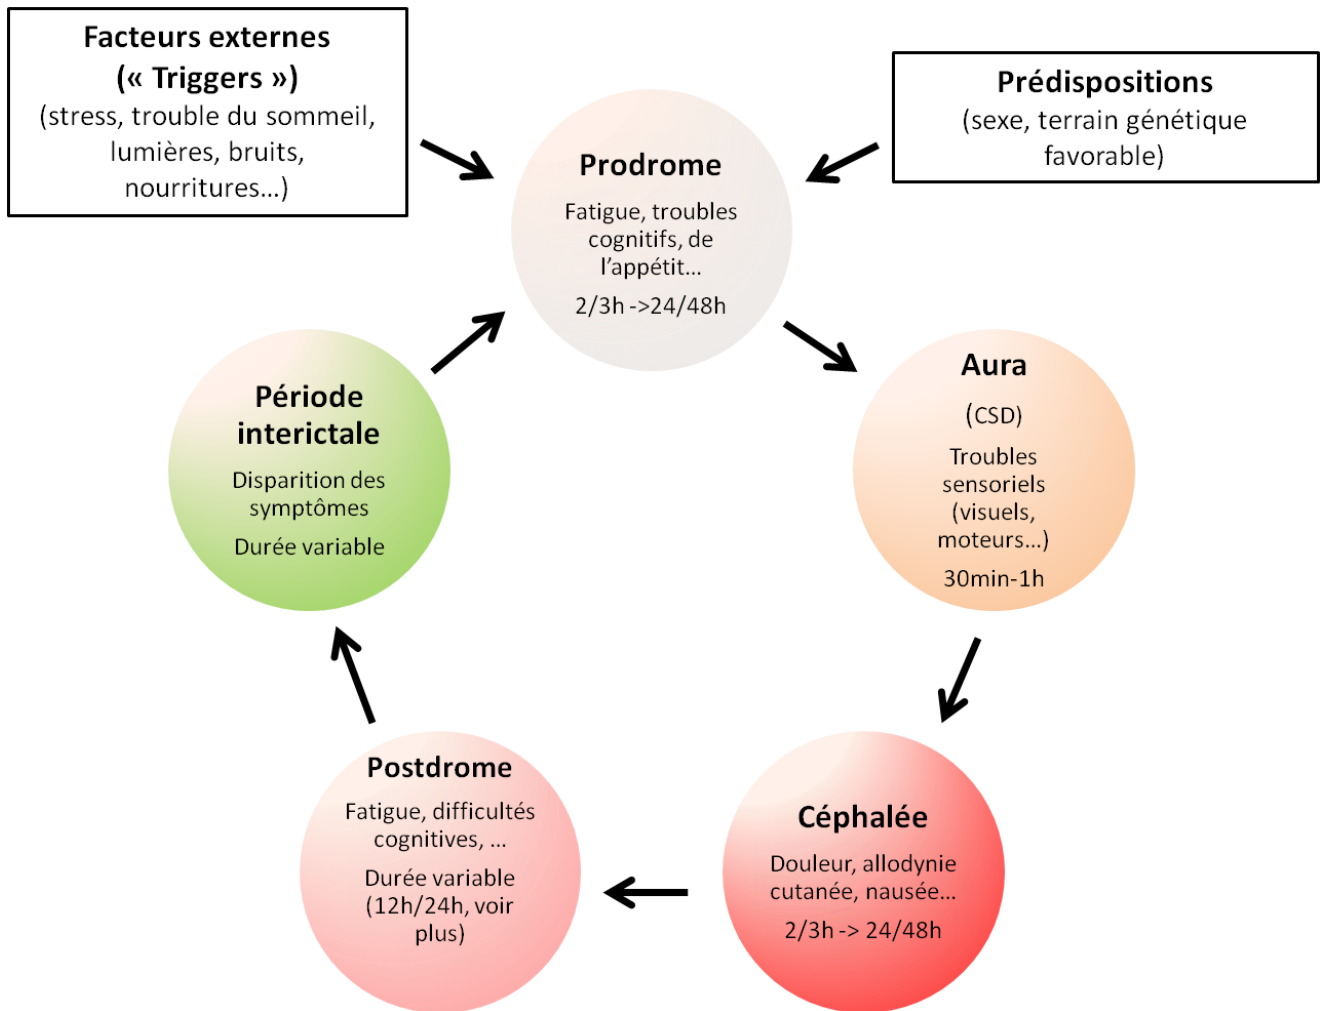 Facteurs externes
(« Triggers »)
(stress, trouble du sommeil,
lumières, bruits,
nourritures...)
Prédispositions
(sexe, terrain génétique
favorable)
Prodrome
Fatigue, troubles
cognitifs, de
l'appétit...
2/3h ->24/48h
Aura
(CSD)
Troubles
sensoriels
(visuels,
moteurs...)
30min-1h
Céphalée
Douleur, allodynie
cutanée, nausée...
2/3h -> 24/48h
Postdrome
Fatigue, difficultés
cognitives, ...
Durée variable
(12h/24h, voir
plus)
Période
interictale
Disparition des
symptômes
Durée variable